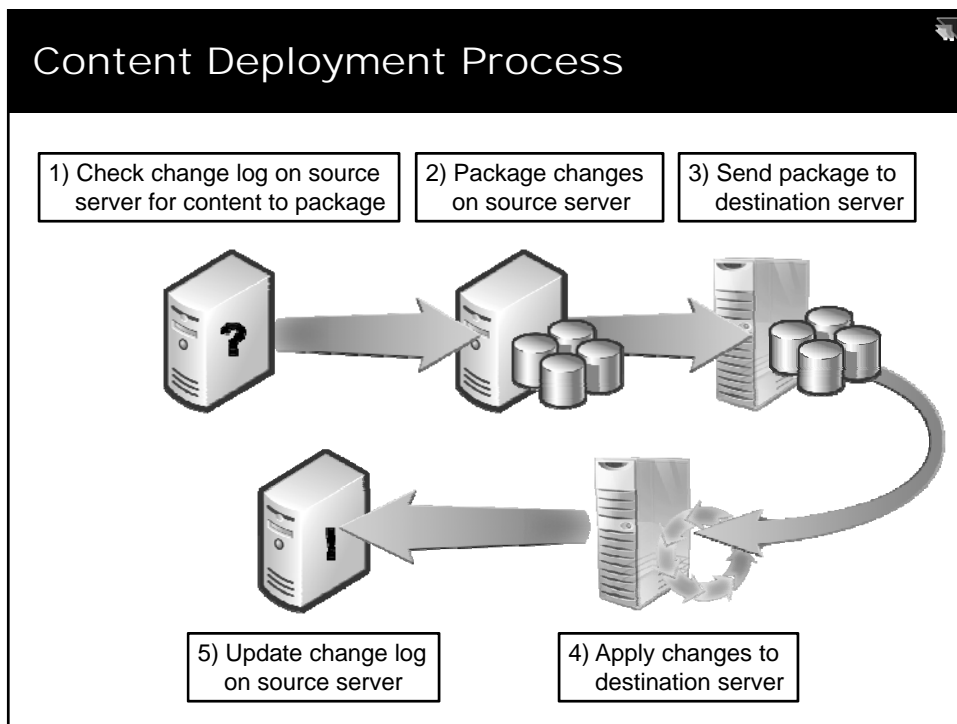 Content Deployment Process
1) Check change log on source
server for content to package
2) Package changes
on source server
3) Send package to
destination server
?
!
5) Update change log
on source server
4) Apply changes to
destination server